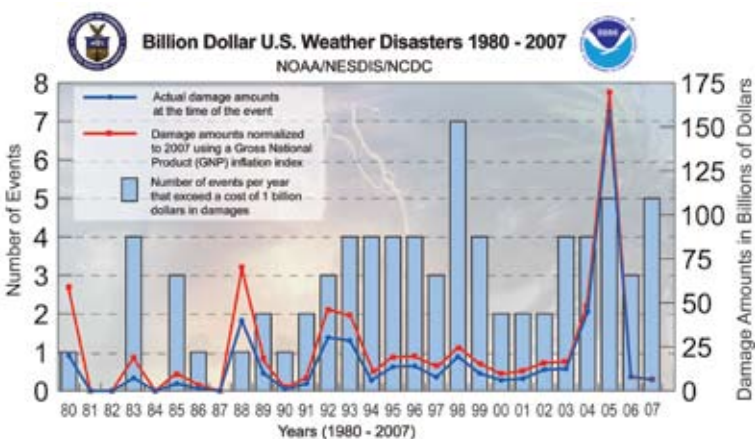 Billion Dollar U.S. Weather Disasters 1980 - 2007
NOAA/NESDIS/NCDC
Actual damage amounts
at the time of the event
Damage amounts normalized
to 2007 using a Gross National
Product (GNP) inflation index
Number of events per year
that exceed a cost of 1 billion
dollars in damages
Number of Events
8
7
6
5
4
3
2
1
0
175
150
125
100
75
50
25
0
Damage Amounts in Billions of Dollars
80 81 82 83 84 85 86 87 88 89 90 91 92 93 94 95 96 97 98 99 00 01 02 03 04 05 06 07
Years (1980 - 2007)